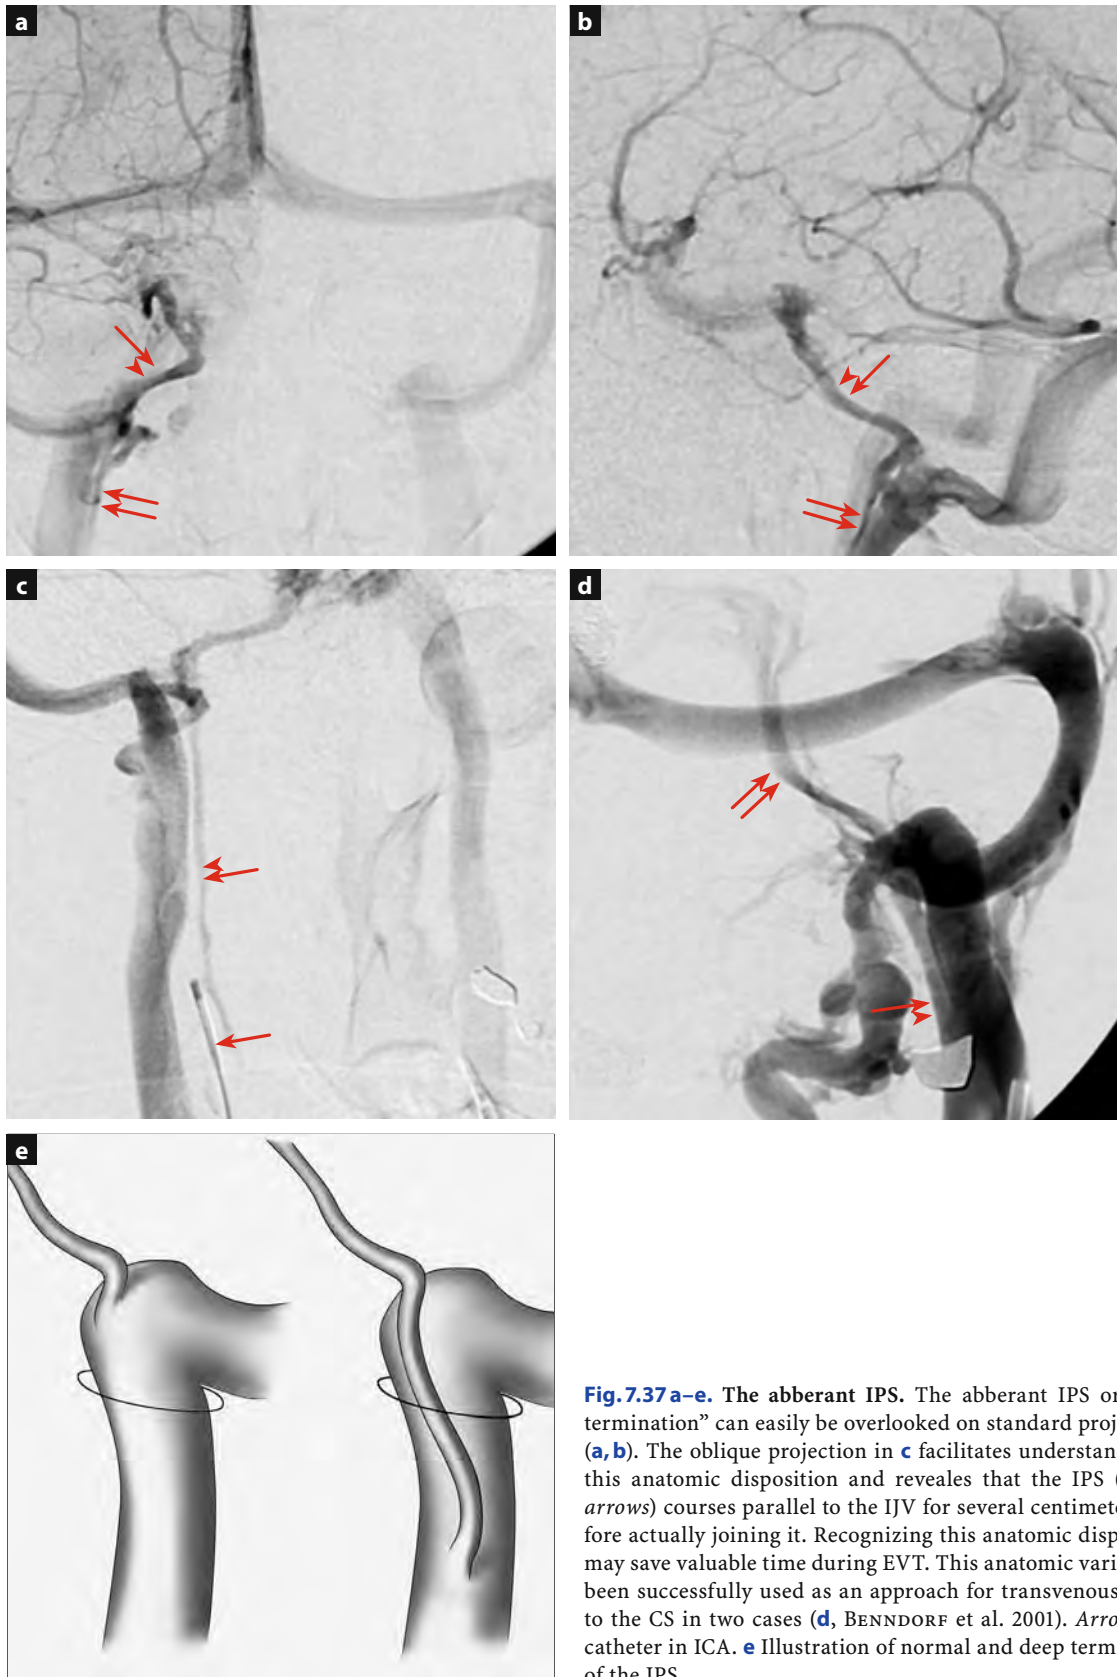 a
b
c
d
e
Fig. 7.37 a–e. The abberant IPS. The abberant IPS or
termination” can easily be overlooked on standard proj
(a, b). The oblique projection in c facilitates understan
this anatomic disposition and reveals that the IPS (
arrows) courses parallel to the IJV for several centimet
fore actually joining it. Recognizing this anatomic disp
may save valuable time during EVT. This anatomic vari
been successfully used as an approach for transvenous
to the CS in two cases (d, BENNDORF et al. 2001). Arro
catheter in ICA. e Illustration of normal and deep term
of the IPS